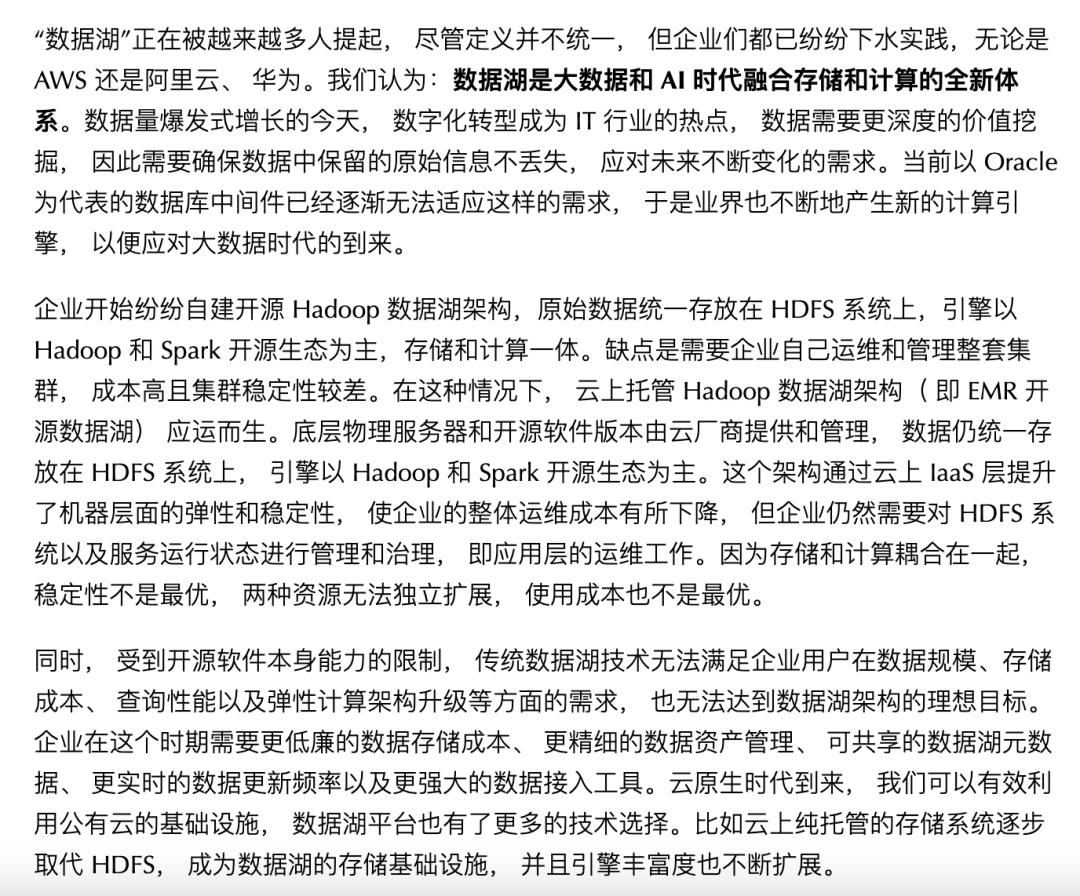 “数据湖”正在被越来越多人提起， 尽管定义并不统一， 但企业们都已纷纷下水实践，无论是
AWS 还是阿里云、 华为。我们认为：数据湖是大数据和 AI 时代融合存储和计算的全新体
系。数据量爆发式增长的今天， 数字化转型成为 IT 行业的热点， 数据需要更深度的价值挖
掘， 因此需要确保数据中保留的原始信息不丢失， 应对未来不断变化的需求。当前以 Oracle
为代表的数据库中间件已经逐渐无法适应这样的需求， 于是业界也不断地产生新的计算引
擎， 以便应对大数据时代的到来。
企业开始纷纷自建开源 Hadoop 数据湖架构，原始数据统一存放在 HDFS 系统上，引擎以
Hadoop 和 Spark 开源生态为主，存储和计算一体。缺点是需要企业自己运维和管理整套集
群， 成本高且集群稳定性较差。在这种情况下， 云上托管 Hadoop 数据湖架构（ 即 EMR 开
源数据湖） 应运而生。底层物理服务器和开源软件版本由云厂商提供和管理， 数据仍统一存
放在 HDFS 系统上， 引擎以 Hadoop 和 Spark 开源生态为主。这个架构通过云上 IaaS 层提升
了机器层面的弹性和稳定性， 使企业的整体运维成本有所下降， 但企业仍然需要对 HDFS 系
统以及服务运行状态进行管理和治理， 即应用层的运维工作。因为存储和计算耦合在一起，
稳定性不是最优， 两种资源无法独立扩展， 使用成本也不是最优。
同时， 受到开源软件本身能力的限制， 传统数据湖技术无法满足企业用户在数据规模、存储
成本、 查询性能以及弹性计算架构升级等方面的需求， 也无法达到数据湖架构的理想目标。
企业在这个时期需要更低廉的数据存储成本、 更精细的数据资产管理、 可共享的数据湖元数
据、 更实时的数据更新频率以及更强大的数据接入工具。云原生时代到来， 我们可以有效利
用公有云的基础设施， 数据湖平台也有了更多的技术选择。比如云上纯托管的存储系统逐步
取代 HDFS， 成为数据湖的存储基础设施， 并且引擎丰富度也不断扩展。